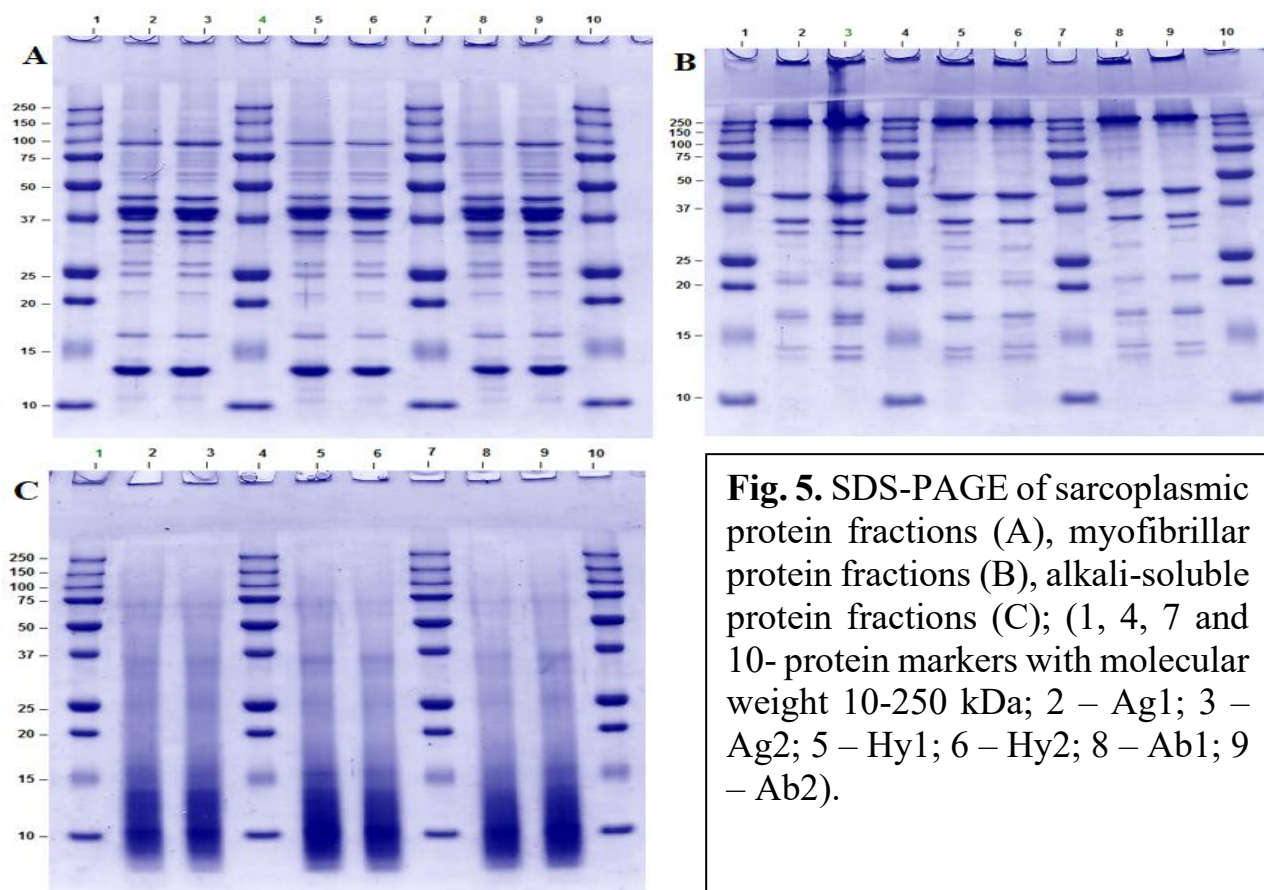 1 2 3 4 5 6 7 8 9 10
A
250
150
100
75
50
37
25
20
15
10
1 2 3 4 5 6 7 8 9 10
B
250
150
100
75
50
37
25
20
15
10
1 2 3 4 5 6 7 8 9 10
C
250
150
100
75
50
37
25
20
15
10
Fig. 5. SDS-PAGE of sarcoplasmic
protein fractions (A), myofibrillar
protein fractions (B), alkali-soluble
protein fractions (C); (1, 4, 7 and
10- protein markers with molecular
weight 10-250 kDa; 2 – Ag1; 3 –
Ag2; 5 – Hy1; 6 – Hy2; 8 – Ab1; 9
– Ab2).